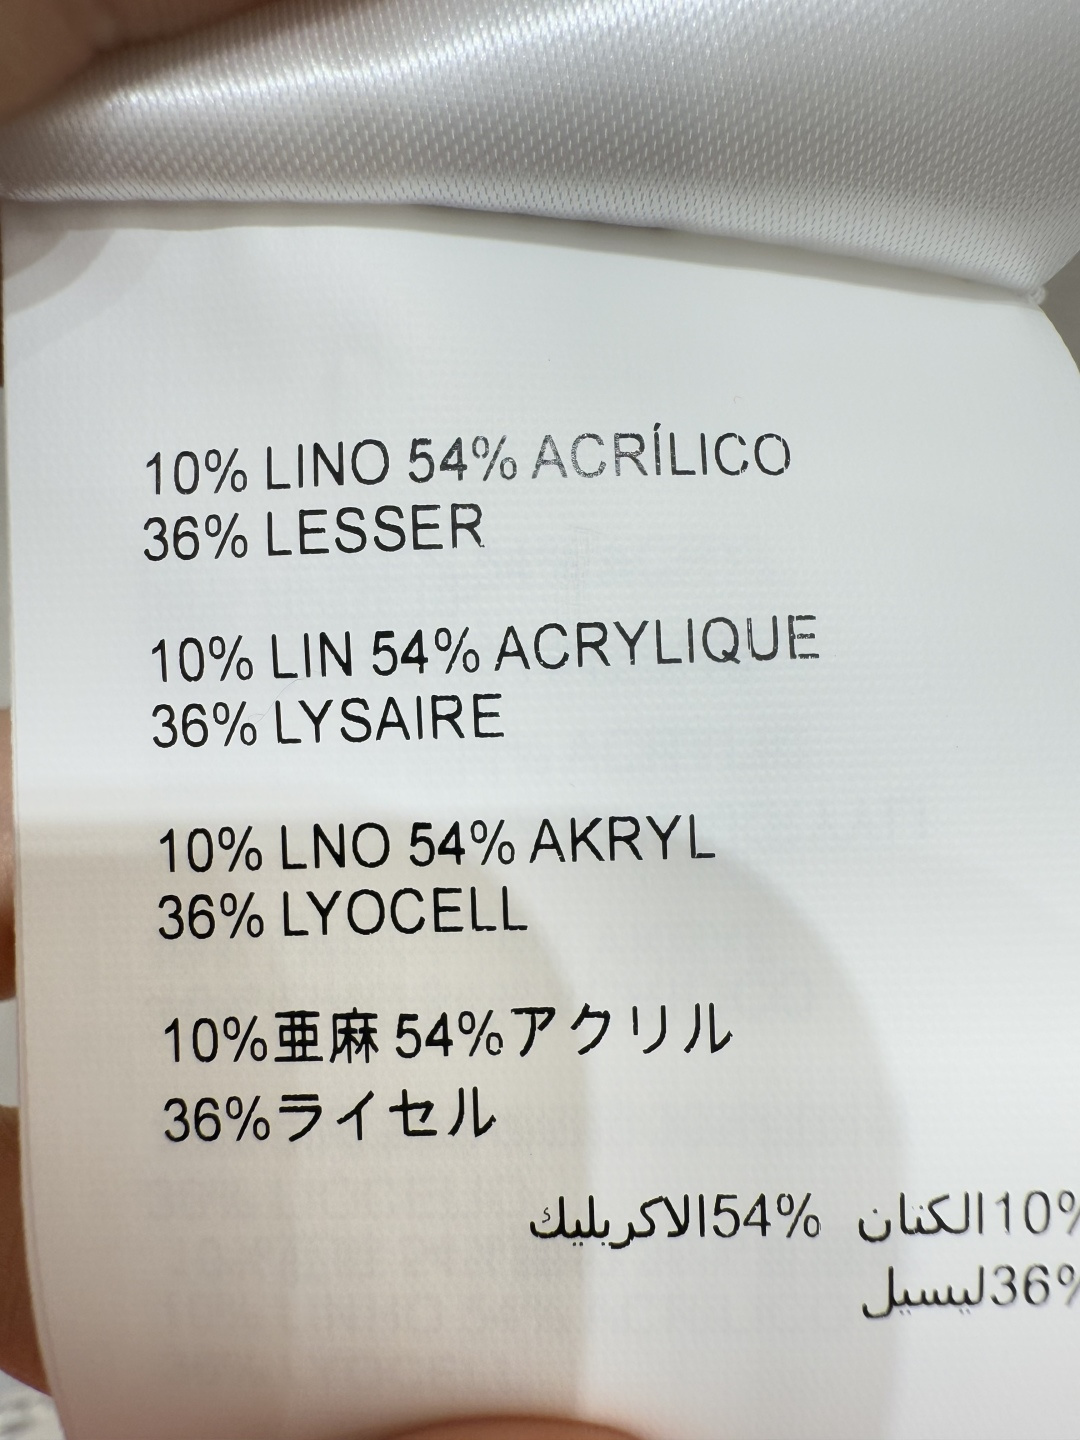 10% LINO 54% ACRÍLICO
36% LESSER
10% LIN 54% ACRYLIQUE
36% LYSAIRE
10% LNO 54% AKRYL
36% LYOCELL
10%亜麻 54%アクリル
36%ライセル
10%الكنان 54%الاكريليك
36%ليسيل